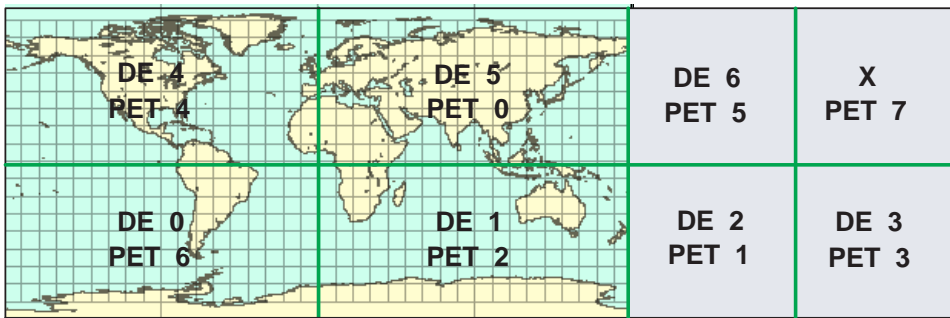 DE 4
PET 4
DE 5
PET 0
DE 6
PET 5
X
PET 7
DE 0
PET 6
DE 1
PET 2
DE 2
PET 1
DE 3
PET 3